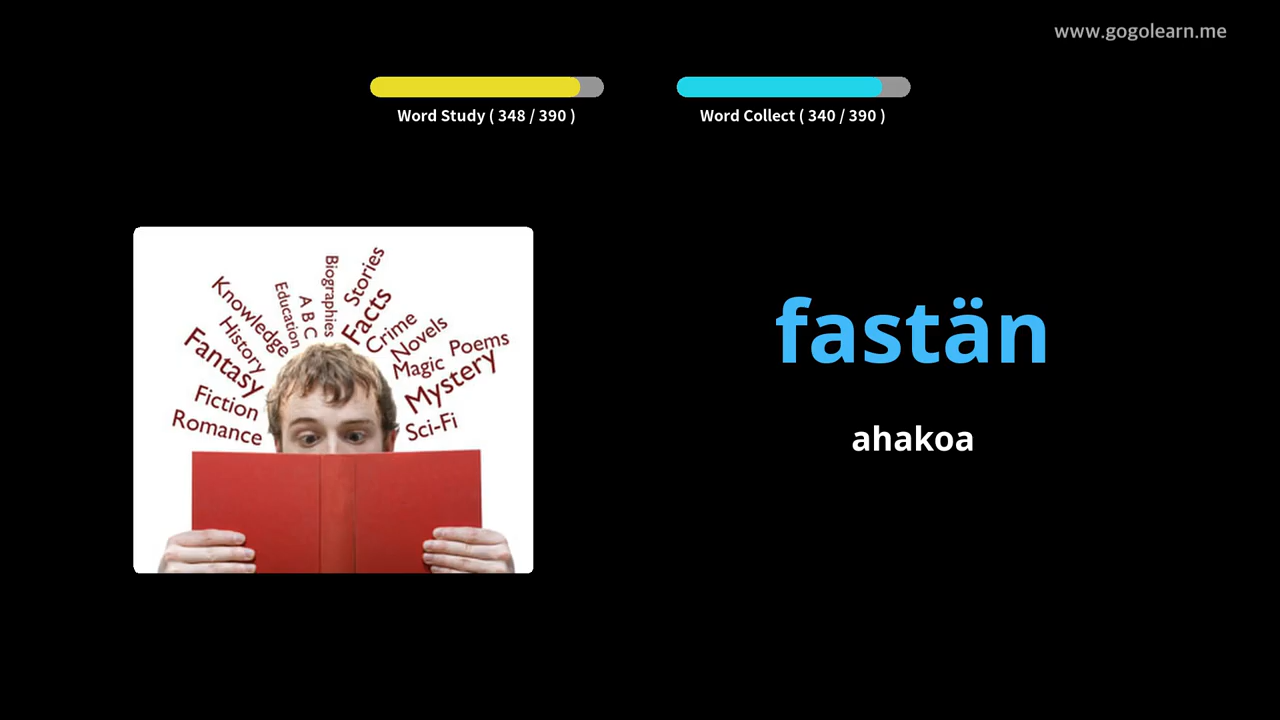 www.gogolearn.me
Word Study ( 348 / 390 )
Word Collect ( 340 / 390 )
Stories
Biographies
Facts
Education
A B C
Knowledge
Crime
History
Novels
Poems
Fantasy
Magic
Mystery
Fiction
Romance
Sci-Fi
fastän
ahakoa